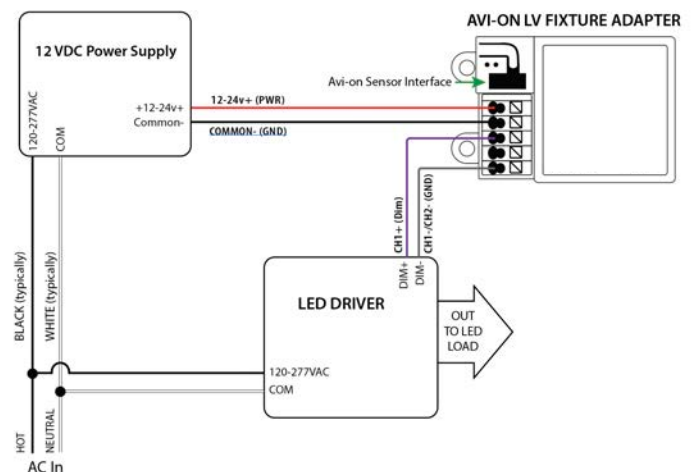 AVI-ON LV FIXTURE ADAPTER
12 VDC Power Supply
Avi-on Sensor Interface
120-277VAC
COM
+12-24v+
Common-
12-24v+ (PWR)
COMMON- (GND)
CH1+ (Dim)
CH1-/CH2- (GND)
BLACK (typically)
WHITE (typically)
DIM+
DIM-
LED DRIVER
OUT
TO LED
LOAD
120-277VAC
COM
HOT
NEUTRAL
AC In